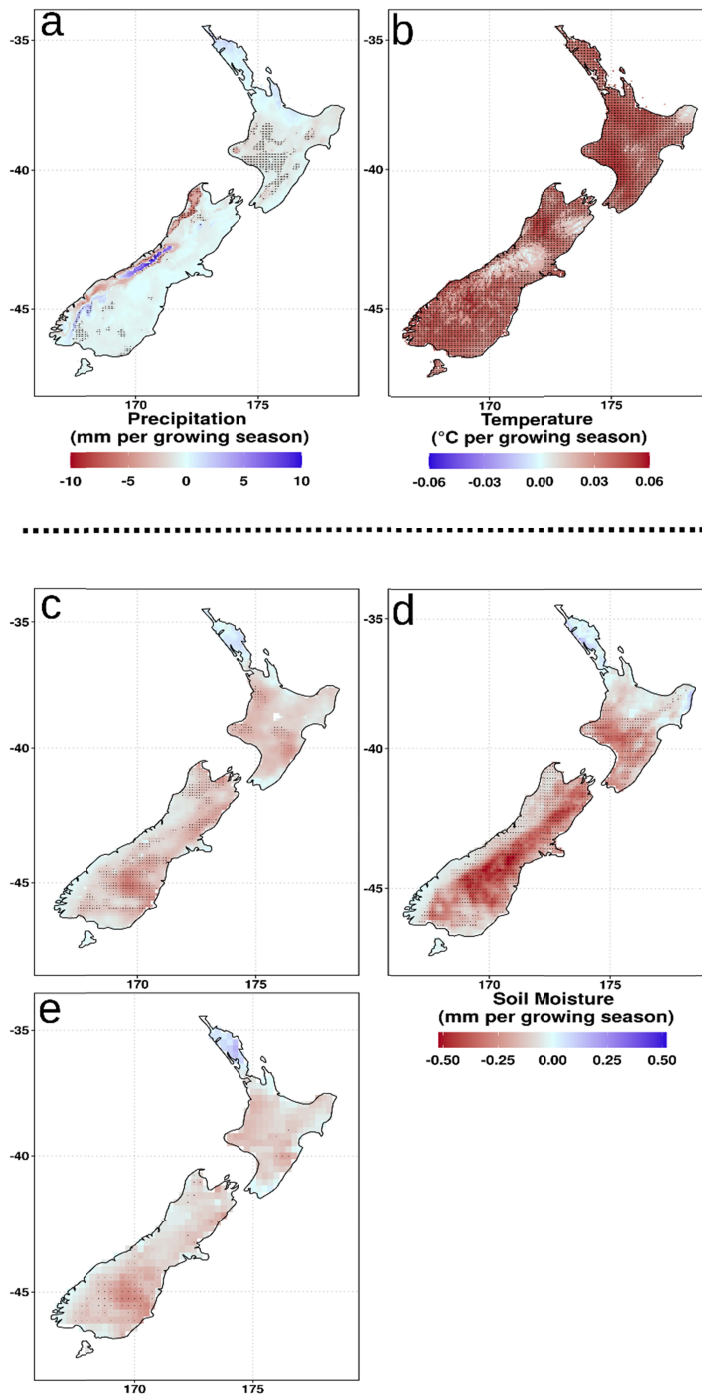 a
-35
-40
-45
170 175
Precipitation
(mm per growing season)
-10 -5 0 5 10
b
-35
-40
-45
170 175
Temperature
(°C per growing season)
-0.06 -0.03 0.00 0.03 0.06
c
-35
-40
-45
170 175
d
-35
-40
-45
170 175
Soil Moisture
(mm per growing season)
-0.50 -0.25 0.00 0.25 0.50
e
-35
-40
-45
170 175